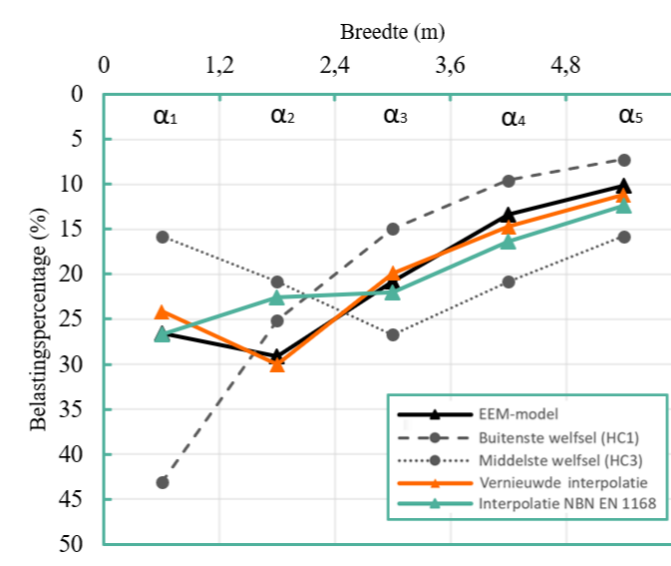 Breedte (m)
0 1,2 2,4 3,6 4,8
0 α1 α2 α3 α4 α5
5
10
15
20
25
30
35
40
45
50
Belastingspercentage (%)
EEM-model
Buitenste welfsel (HC1)
Middelste welfsel (HC3)
Vernieuwde interpolatie
Interpolatie NBN EN 1168